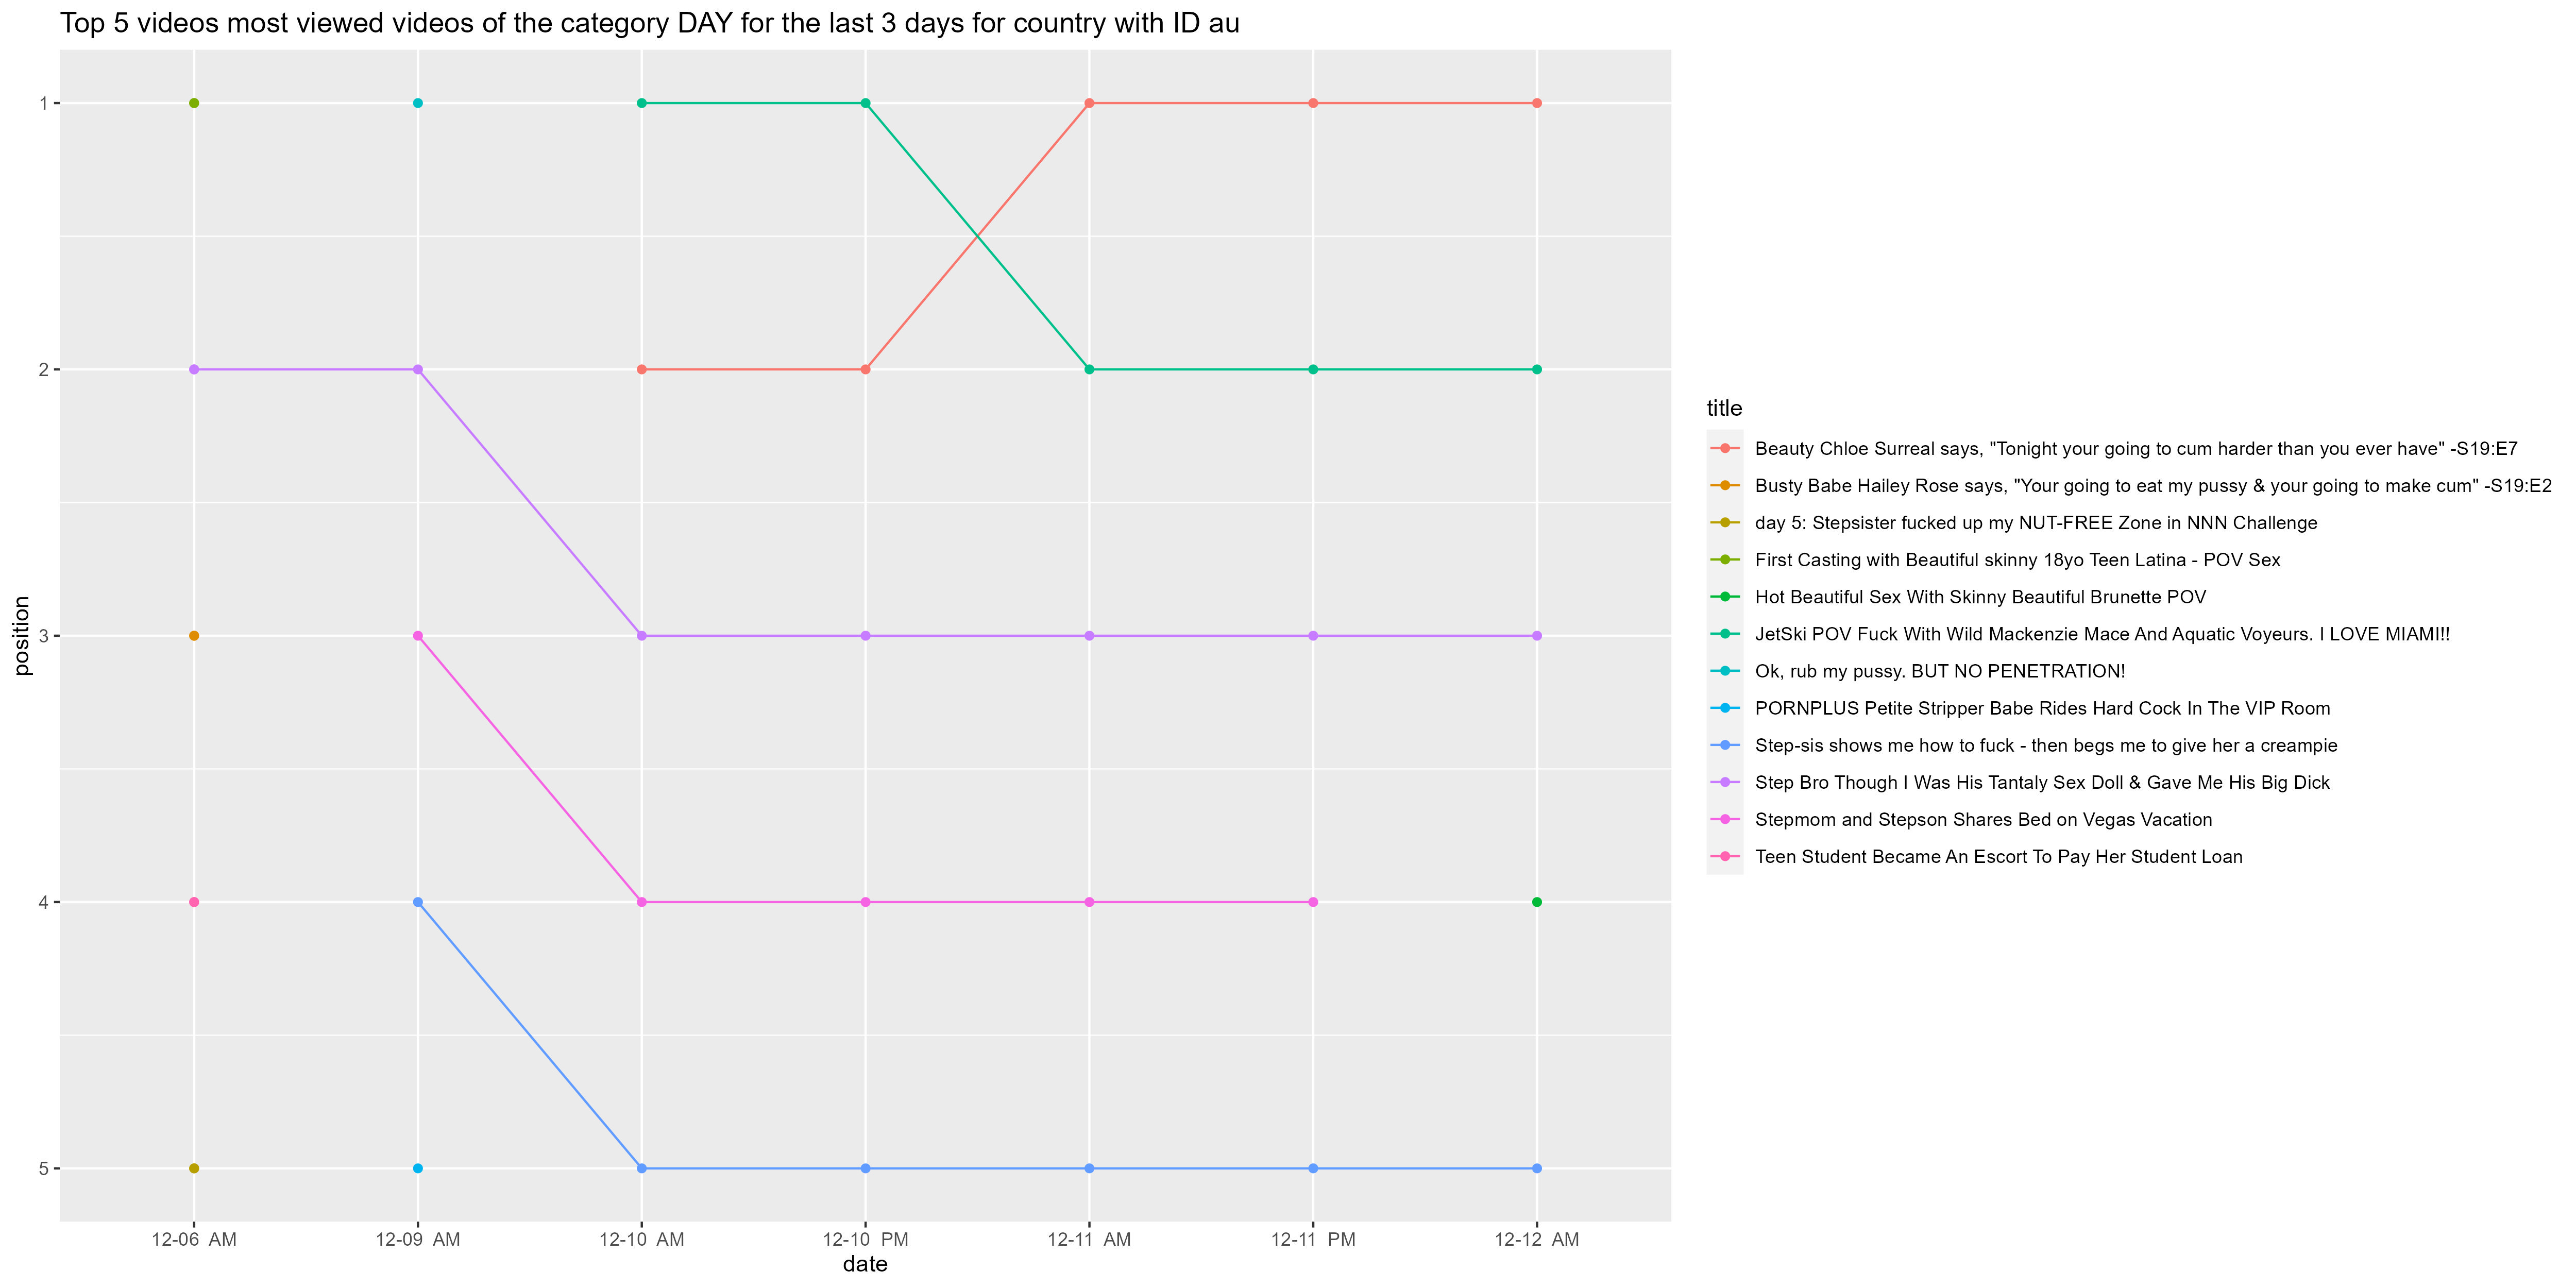 Top 5 videos most viewed videos of the category DAY for the last 3 days for country with ID au
position
1
2
3
4
5
12-06 AM
12-09 AM
12-10 AM
12-10 PM
12-11 AM
12-11 PM
12-12 AM
date
title
Beauty Chloe Surreal says, "Tonight your going to cum harder than you ever have" -S19:E7
Busty Babe Hailey Rose says, "Your going to eat my pussy & your going to make cum" -S19:E2
day 5: Stepsister fucked up my NUT-FREE Zone in NNN Challenge
First Casting with Beautiful skinny 18yo Teen Latina - POV Sex
Hot Beautiful Sex With Skinny Beautiful Brunette POV
JetSki POV Fuck With Wild Mackenzie Mace And Aquatic Voyeurs. I LOVE MIAMI!!
Ok, rub my pussy. BUT NO PENETRATION!
PORNPLUS Petite Stripper Babe Rides Hard Cock In The VIP Room
Step-sis shows me how to fuck - then begs me to give her a creampie
Step Bro Though I Was His Tantaly Sex Doll & Gave Me His Big Dick
Stepmom and Stepson Shares Bed on Vegas Vacation
Teen Student Became An Escort To Pay Her Student Loan